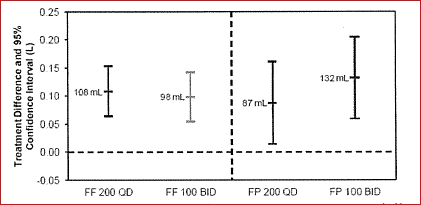 Treatment Difference and 95%
Confidence Interval (L)
0.25
0.20
0.15
0.10
0.05
0.00
-0.05
108 mL
98 mL
87 mL
132 mL
FF 200 QD
FF 100 BID
FP 200 QD
FP 100 BID